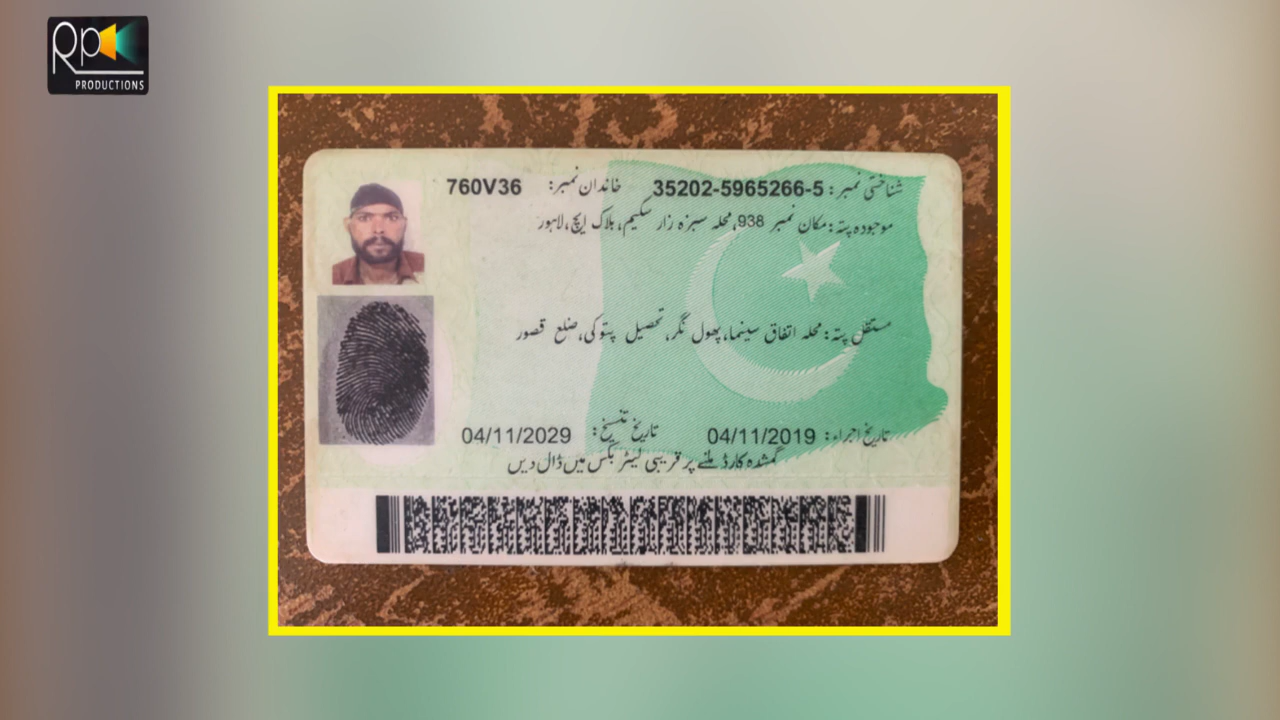 Rp
PRODUCTIONS
شناختی نمبر: 35202-5965266-5 خاندان نمبر: 760V36
موجودہ پتہ: مکان نمبر 938، محلہ سبزہ زار سکیم، بلاک ایچ، لاہور
مستقل پتہ: محلہ اتفاق سینما، پھول نگر، تحصیل پتوکی، ضلع قصور
تاریخ اجراء: 04/11/2019 تاریخ تنسیخ: 04/11/2029
گمشدہ کارڈ ملنے پر قریبی لیٹر بکس میں ڈال دیں